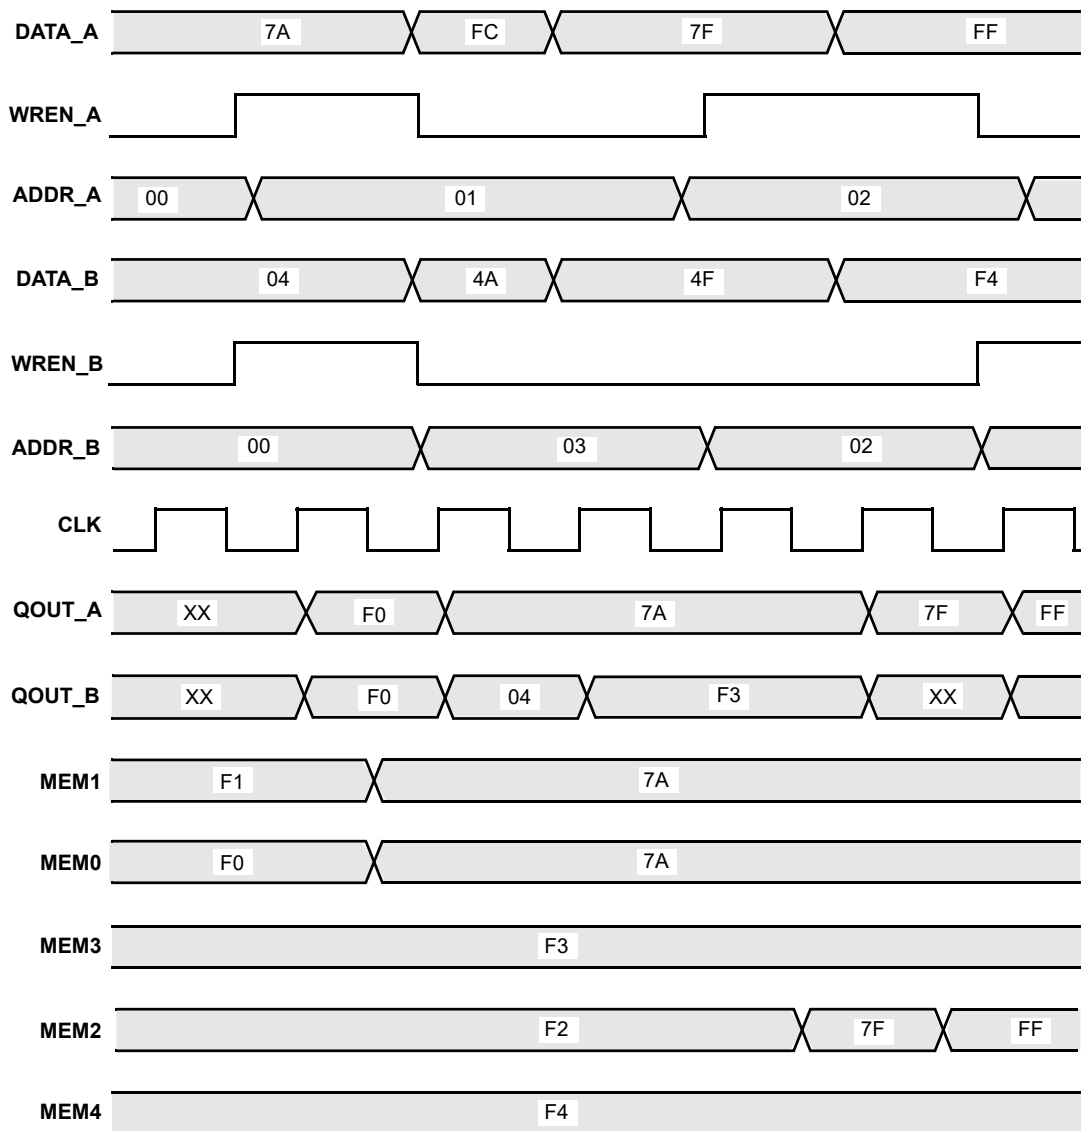 DATA_A 7A FC 7F FF
WREN_A
ADDR_A 00 01 02
DATA_B 04 4A 4F F4
WREN_B
ADDR_B 00 03 02
CLK
QOUT_A XX F0 7A 7F FF
QOUT_B XX F0 04 F3 XX
MEM1 F1 7A
MEM0 F0 7A
MEM3 F3
MEM2 F2 7F FF
MEM4 F4